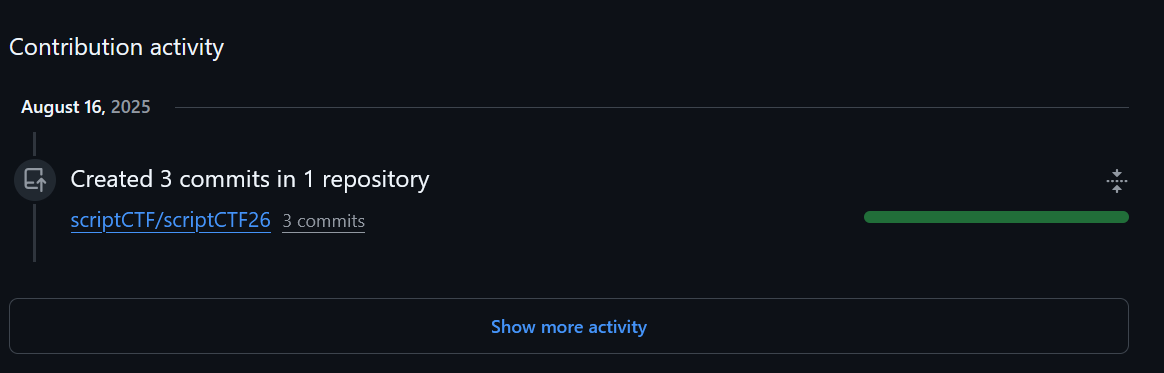 Contribution activity
August 16, 2025
Created 3 commits in 1 repository
scriptCTF/scriptCTF26 3 commits
Show more activity